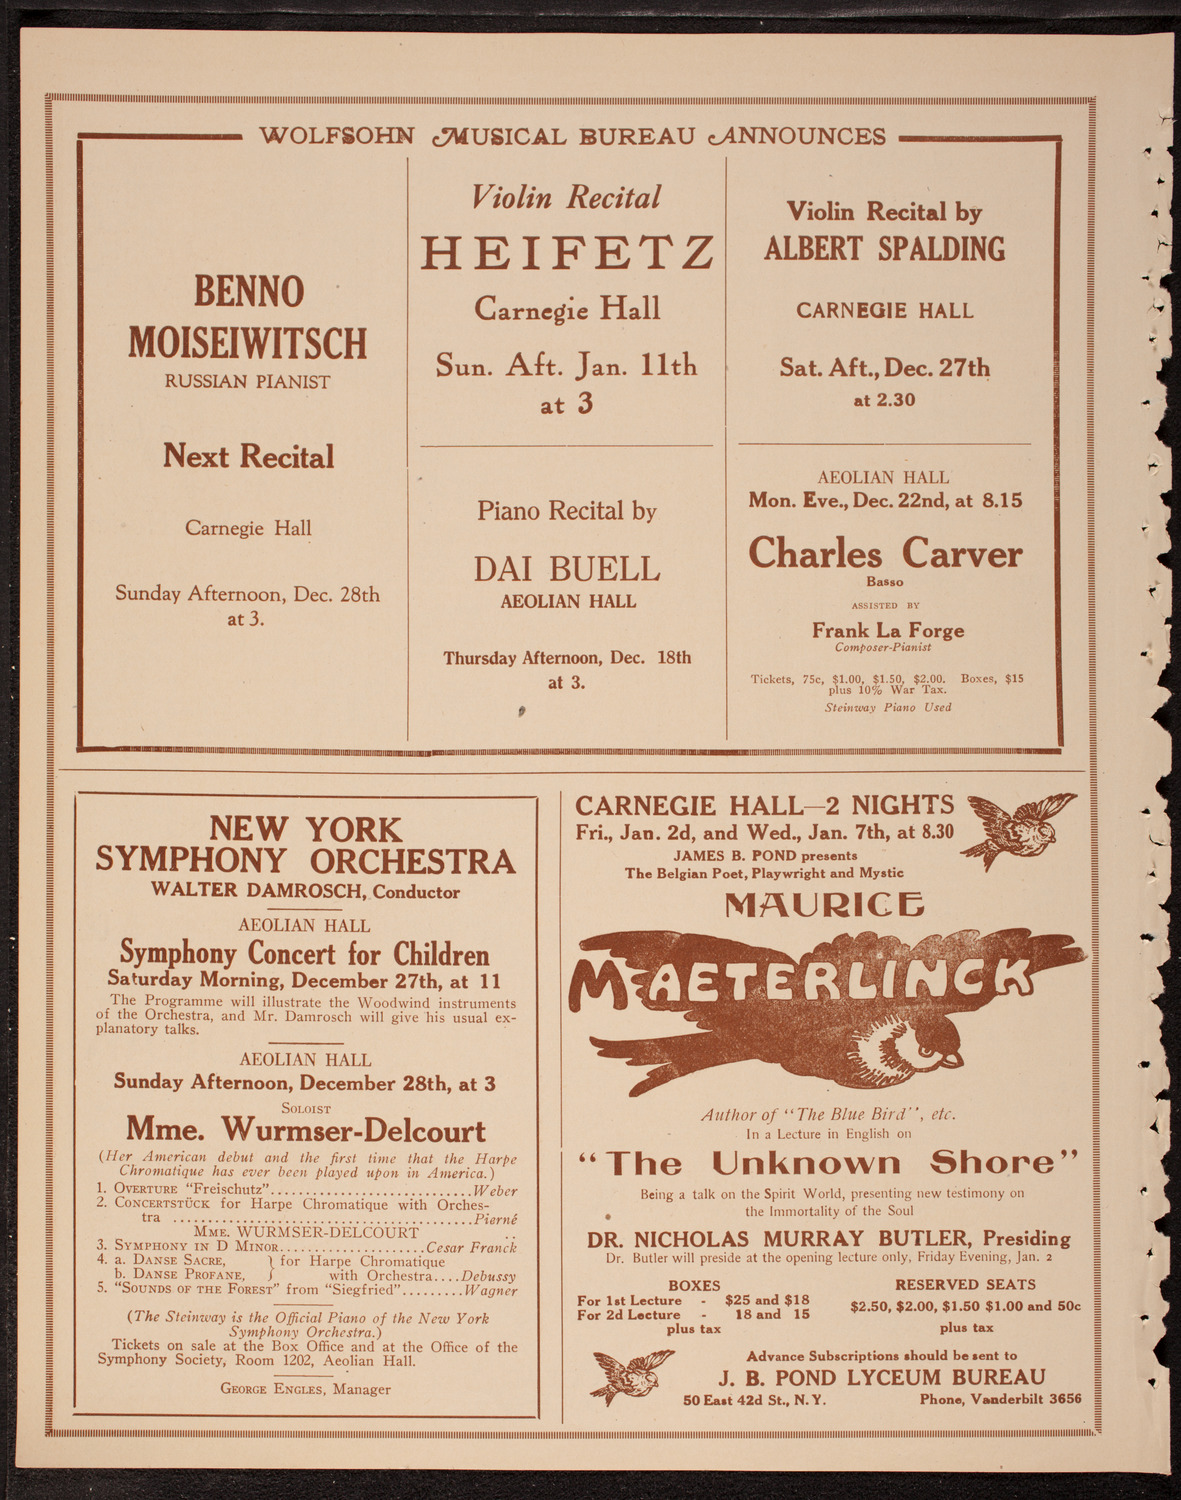 WOLFSOHN MUSICAL BUREAU ANNOUNCES
BENNO
MOISEIWITSCH
RUSSIAN PIANIST
Next Recital
Carnegie Hall
Sunday Afternoon, Dec. 28th
at 3.
Violin Recital
HEIFETZ
Carnegie Hall
Sun. Aft. Jan. 11th
at 3
Piano Recital by
DAI BUELL
AEOLIAN HALL
Thursday Afternoon, Dec. 18th
at 3.
Violin Recital by
ALBERT SPALDING
CARNEGIE HALL
Sat. Aft., Dec. 27th
at 2.30
AEOLIAN HALL
Mon. Eve., Dec. 22nd, at 8.15
Charles Carver
Basso
ASSISTED BY
Frank La Forge
Composer-Pianist
Tickets, 75c, $1.00, $1.50, $2.00. Boxes, $15
plus 10% War Tax.
Steinway Piano Used
NEW YORK
SYMPHONY ORCHESTRA
WALTER DAMROSCH, Conductor
AEOLIAN HALL
Symphony Concert for Children
Saturday Morning, December 27th, at 11
The Programme will illustrate the Woodwind instruments
of the Orchestra, and Mr. Damrosch will give his usual ex-
planatory talks.
AEOLIAN HALL
Sunday Afternoon, December 28th, at 3
SOLOIST
Mme. Wurmser-Delcourt
(Her American debut and the first time that the Harpe
Chromatique has ever been played upon in America.)
1. OVERTURE "Freischutz"............................Weber
2. CONCERTSTÜCK for Harpe Chromatique with Orches-
tra ..........................................Pierné
MME. WURMSER-DELCOURT
3. SYMPHONY IN D MINOR.....................Cesar Franck
4. a. DANSE SACRE, } for Harpe Chromatique
b. DANSE PROFANE, } with Orchestra....Debussy
5. "SOUNDS OF THE FOREST" from "Siegfried".........Wagner
(The Steinway is the Official Piano of the New York
Symphony Orchestra.)
Tickets on sale at the Box Office and at the Office of the
Symphony Society, Room 1202, Aeolian Hall.
GEORGE ENGLES, Manager
CARNEGIE HALL—2 NIGHTS
Fri., Jan. 2d, and Wed., Jan. 7th, at 8.30
JAMES B. POND presents
The Belgian Poet, Playwright and Mystic
MAURICE
MAETERLINCK
Author of "The Blue Bird", etc.
In a Lecture in English on
"The Unknown Shore"
Being a talk on the Spirit World, presenting new testimony on
the Immortality of the Soul
DR. NICHOLAS MURRAY BUTLER, Presiding
Dr. Butler will preside at the opening lecture only, Friday Evening, Jan. 2
BOXES
For 1st Lecture - $25 and $18
For 2d Lecture - 18 and 15
plus tax
RESERVED SEATS
$2.50, $2.00, $1.50 $1.00 and 50c
plus tax
Advance Subscriptions should be sent to
J. B. POND LYCEUM BUREAU
50 East 42d St., N. Y. Phone, Vanderbilt 3656